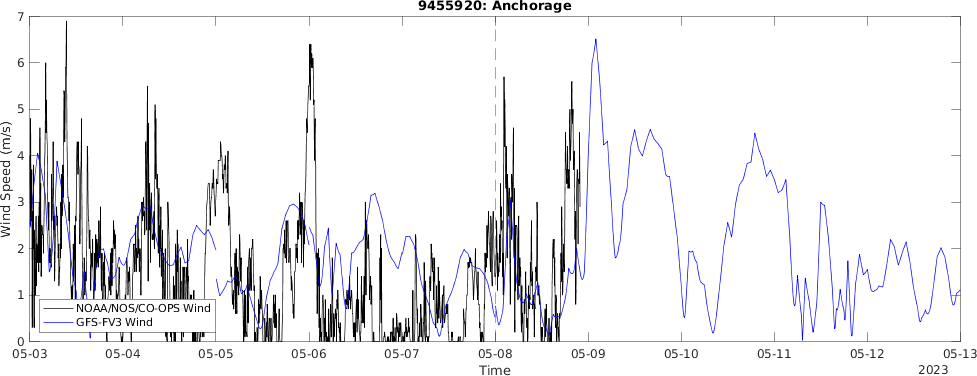 9455920: Anchorage
7
6
5
4
3
2
1
0
Wind Speed (m/s)
NOAA/NOS/CO-OPS Wind
GFS-FV3 Wind
05-03 05-04 05-05 05-06 05-07 05-08 05-09 05-10 05-11 05-12 05-13
Time
2023